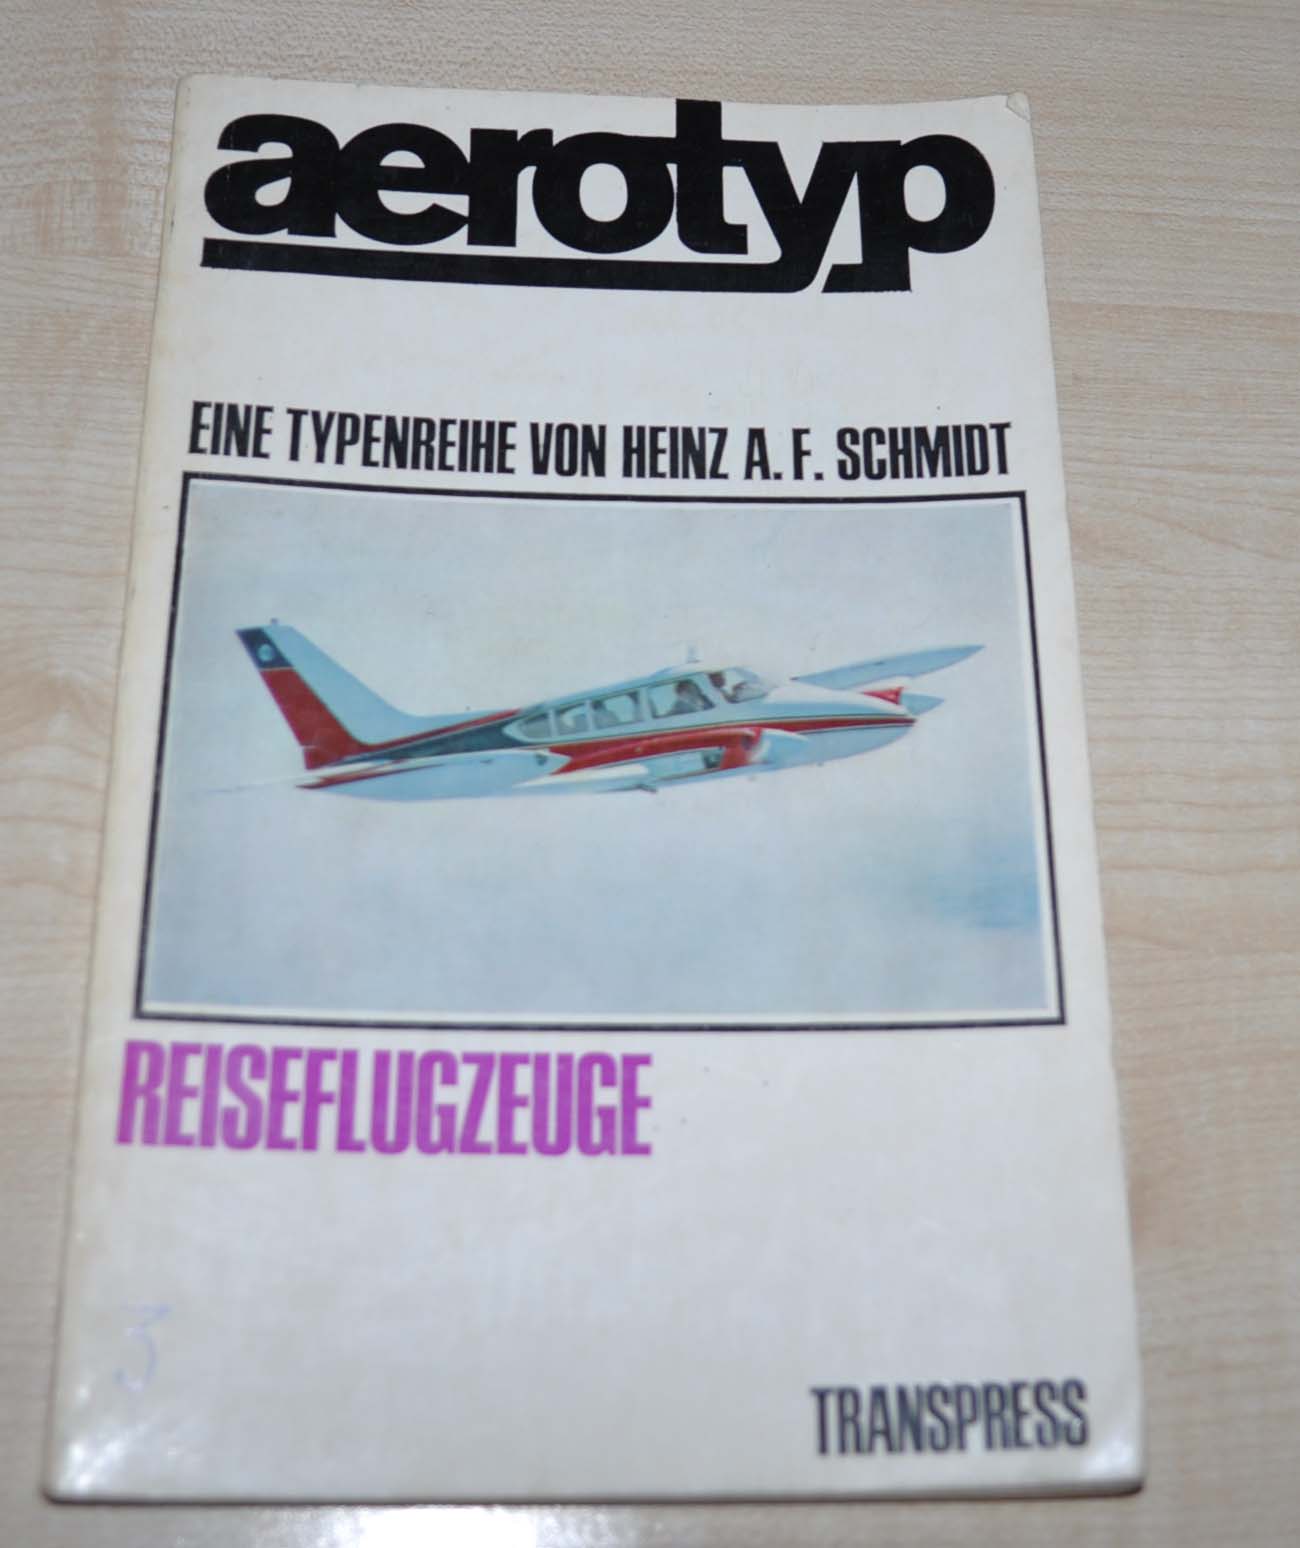 aerotyp
EINE TYPENREIHE VON HEINZ A. F. SCHMIDT
REISEFLUGZEUGE
3
TRANSPRESS